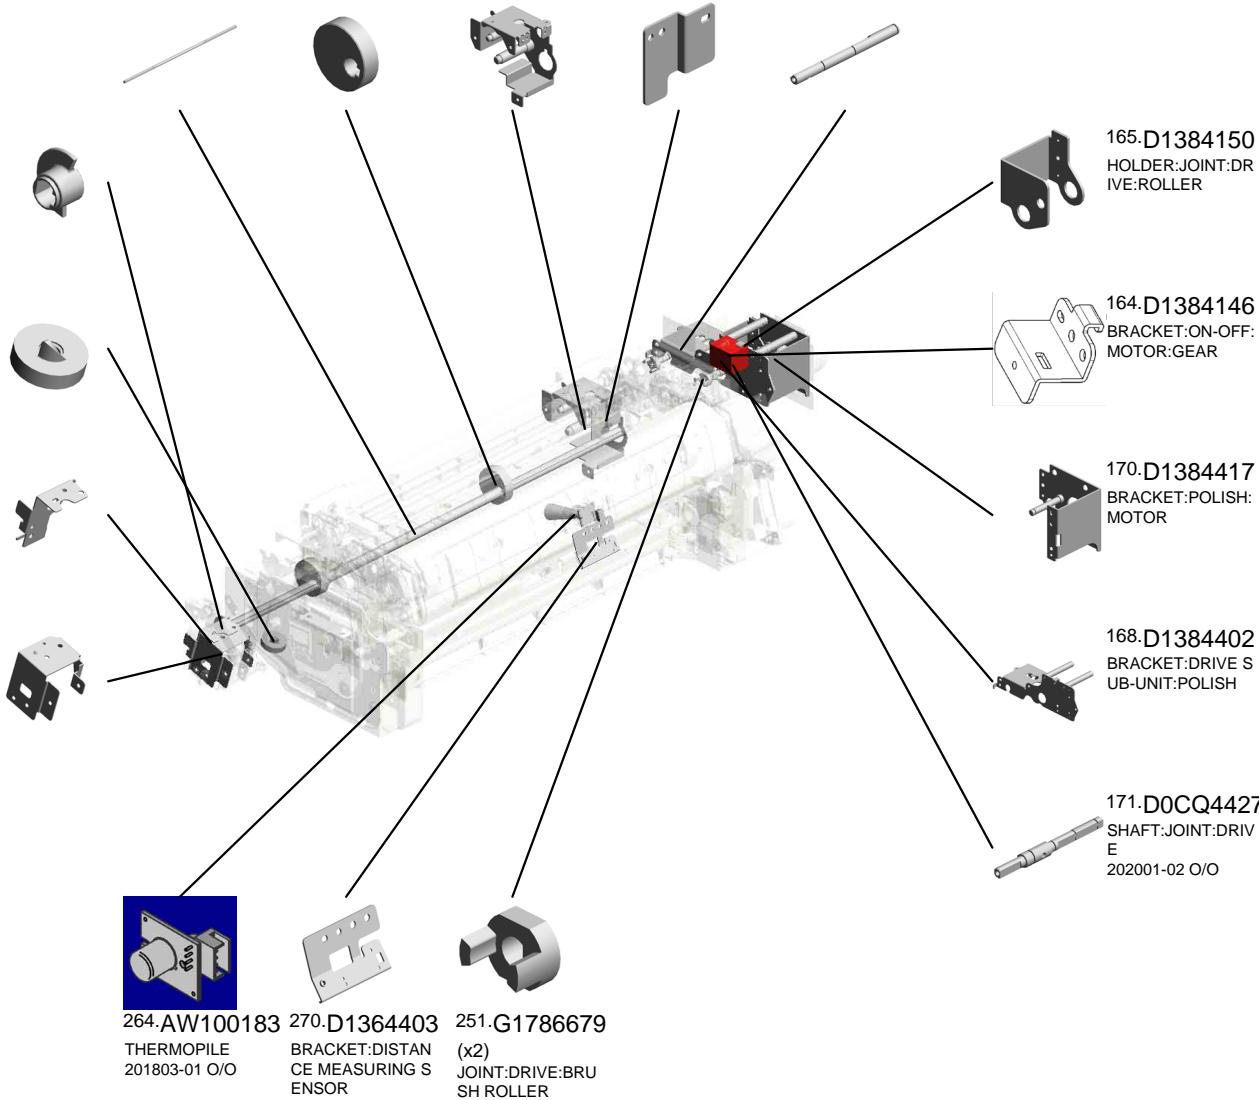 165.D1384150
HOLDER:JOINT:DR
IVE:ROLLER
164.D1384146
BRACKET:ON-OFF:
MOTOR:GEAR
170.D1384417
BRACKET:POLISH:
MOTOR
168.D1384402
BRACKET:DRIVE S
UB-UNIT:POLISH
171.D0CQ4427
SHAFT:JOINT:DRIV
E
202001-02 O/O
264.AW100183
THERMOPILE
201803-01 O/O
270.D1364403
BRACKET:DISTAN
CE MEASURING S
ENSOR
251.G1786679
(x2)
JOINT:DRIVE:BRU
SH ROLLER